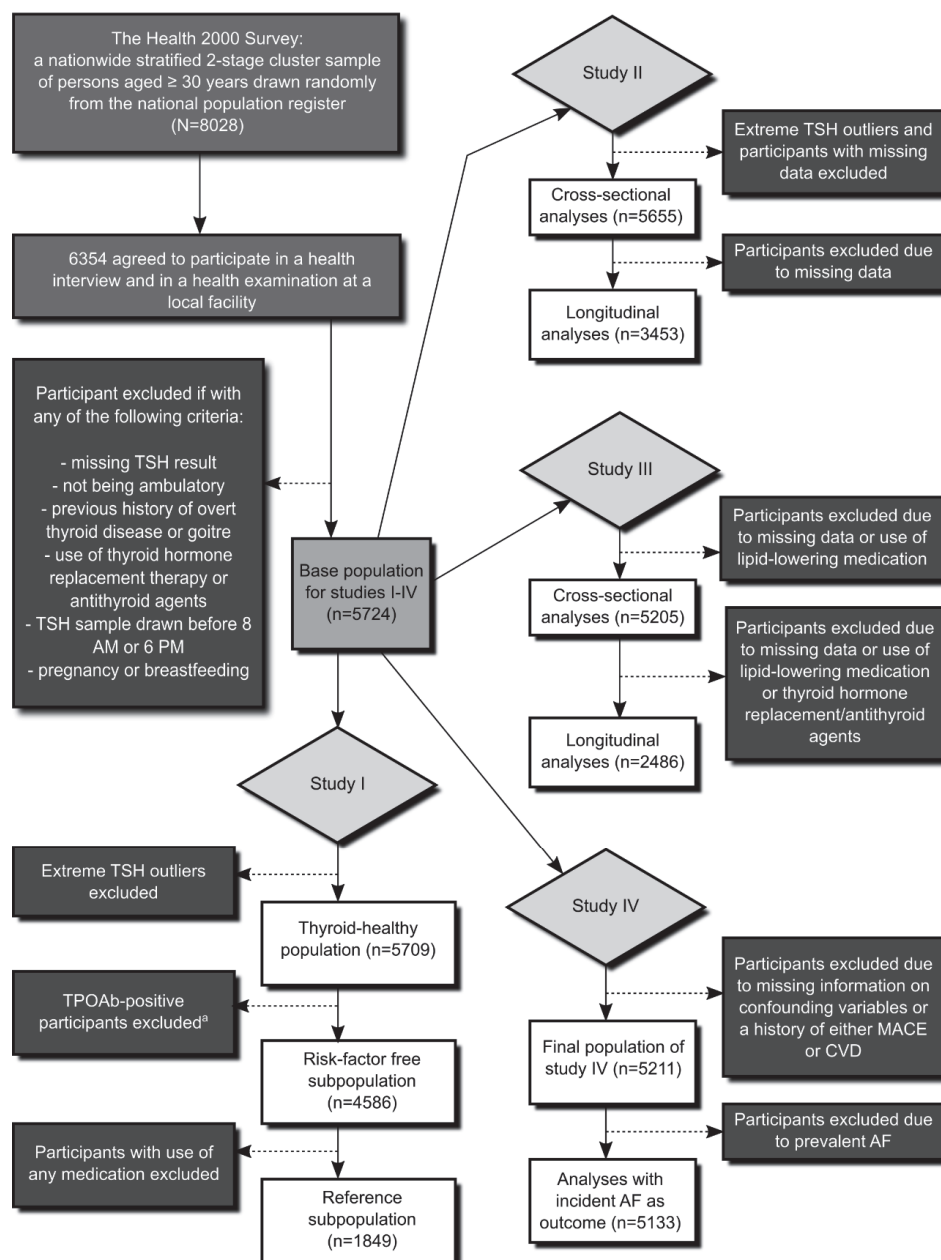 The Health 2000 Survey:
a nationwide stratified 2-stage cluster sample
of persons aged ≥ 30 years drawn randomly
from the national population register
(N=8028)
6354 agreed to participate in a health
interview and in a health examination at a
local facility
Participant excluded if with
any of the following criteria:
- missing TSH result
- not being ambulatory
- previous history of overt
thyroid disease or goitre
- use of thyroid hormone
replacement therapy or
antithyroid agents
- TSH sample drawn before 8
AM or 6 PM
- pregnancy or breastfeeding
Base population
for studies I-IV
(n=5724)
Study I
Extreme TSH outliers
excluded
Thyroid-healthy
population (n=5709)
TPOAb-positive
participants excludedᵃ
Risk-factor free
subpopulation
(n=4586)
Participants with use of
any medication excluded
Reference
subpopulation
(n=1849)
Study II
Extreme TSH outliers and
participants with missing
data excluded
Cross-sectional
analyses (n=5655)
Participants excluded due
to missing data
Longitudinal
analyses (n=3453)
Study III
Participants excluded due
to missing data or use of
lipid-lowering medication
Cross-sectional
analyses (n=5205)
Participants excluded due
to missing data or use of
lipid-lowering medication
or thyroid hormone
replacement/antithyroid
agents
Longitudinal
analyses (n=2486)
Study IV
Participants excluded due
to missing information on
confounding variables or
a history of either MACE
or CVD
Final population of
study IV (n=5211)
Participants excluded due
to prevalent AF
Analyses with
incident AF as
outcome (n=5133)